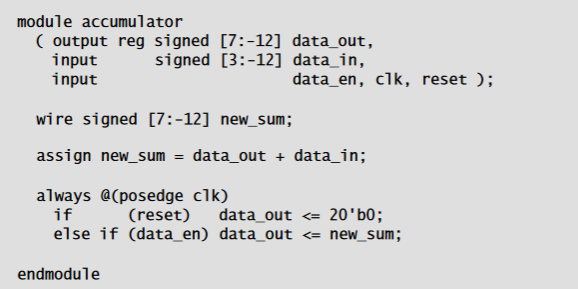 module accumulator
( output reg signed [7:-12] data_out,
input signed [3:-12] data_in,
input data_en, clk, reset );
wire signed [7:-12] new_sum;
assign new_sum = data_out + data_in;
always @(posedge clk)
if (reset) data_out <= 20'b0;
else if (data_en) data_out <= new_sum;
endmodule